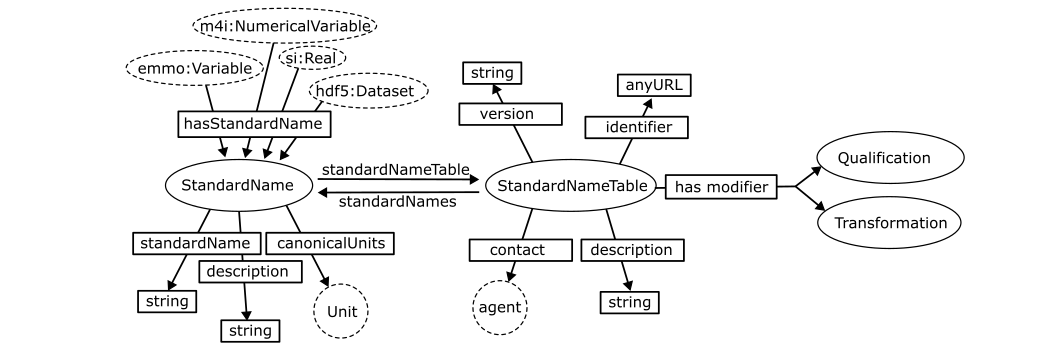 m4i:NumericalVariable
si:Real
emmo:Variable
hdf5:Dataset
hasStandardName
string
anyURL
version
identifier
standardNameTable
StandardName
StandardNameTable
has modifier
Qualification
standardNames
Transformation
standardName
canonicalUnits
contact
description
description
string
Unit
agent
string
string